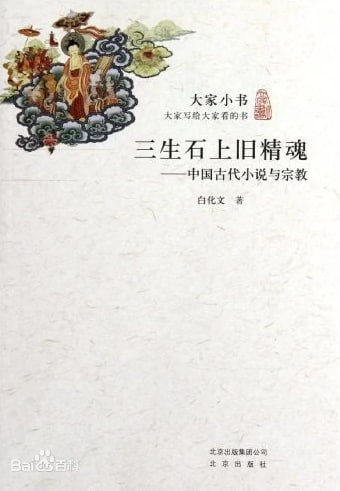 大家小书
大家写给大家看的书
三生石上旧精魂
——中国古代小说与宗教
白化文 著
北京出版集团公司
北京出版社
Bai百科